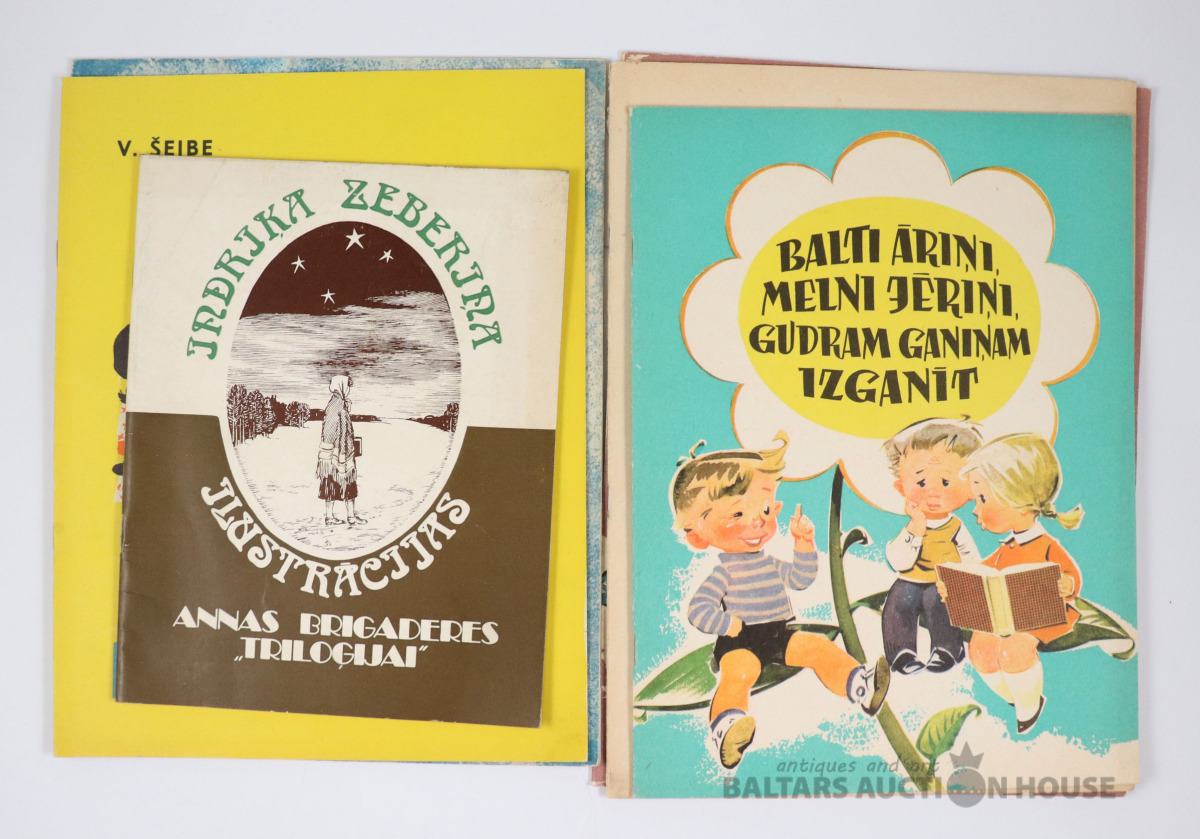 V. ŠEIBE
INDRIĶA ZEBERIŅA
ILUSTRĀCIJAS
ANNAS BRIGADERES
„TRILOĢIJAI”
BALTI ĀRIŅI,
MELNI JĒRIŅI,
GUDRAM GANIŅAM
IZGANĪT
antiques and art
BALTARS AUCTION HOUSE